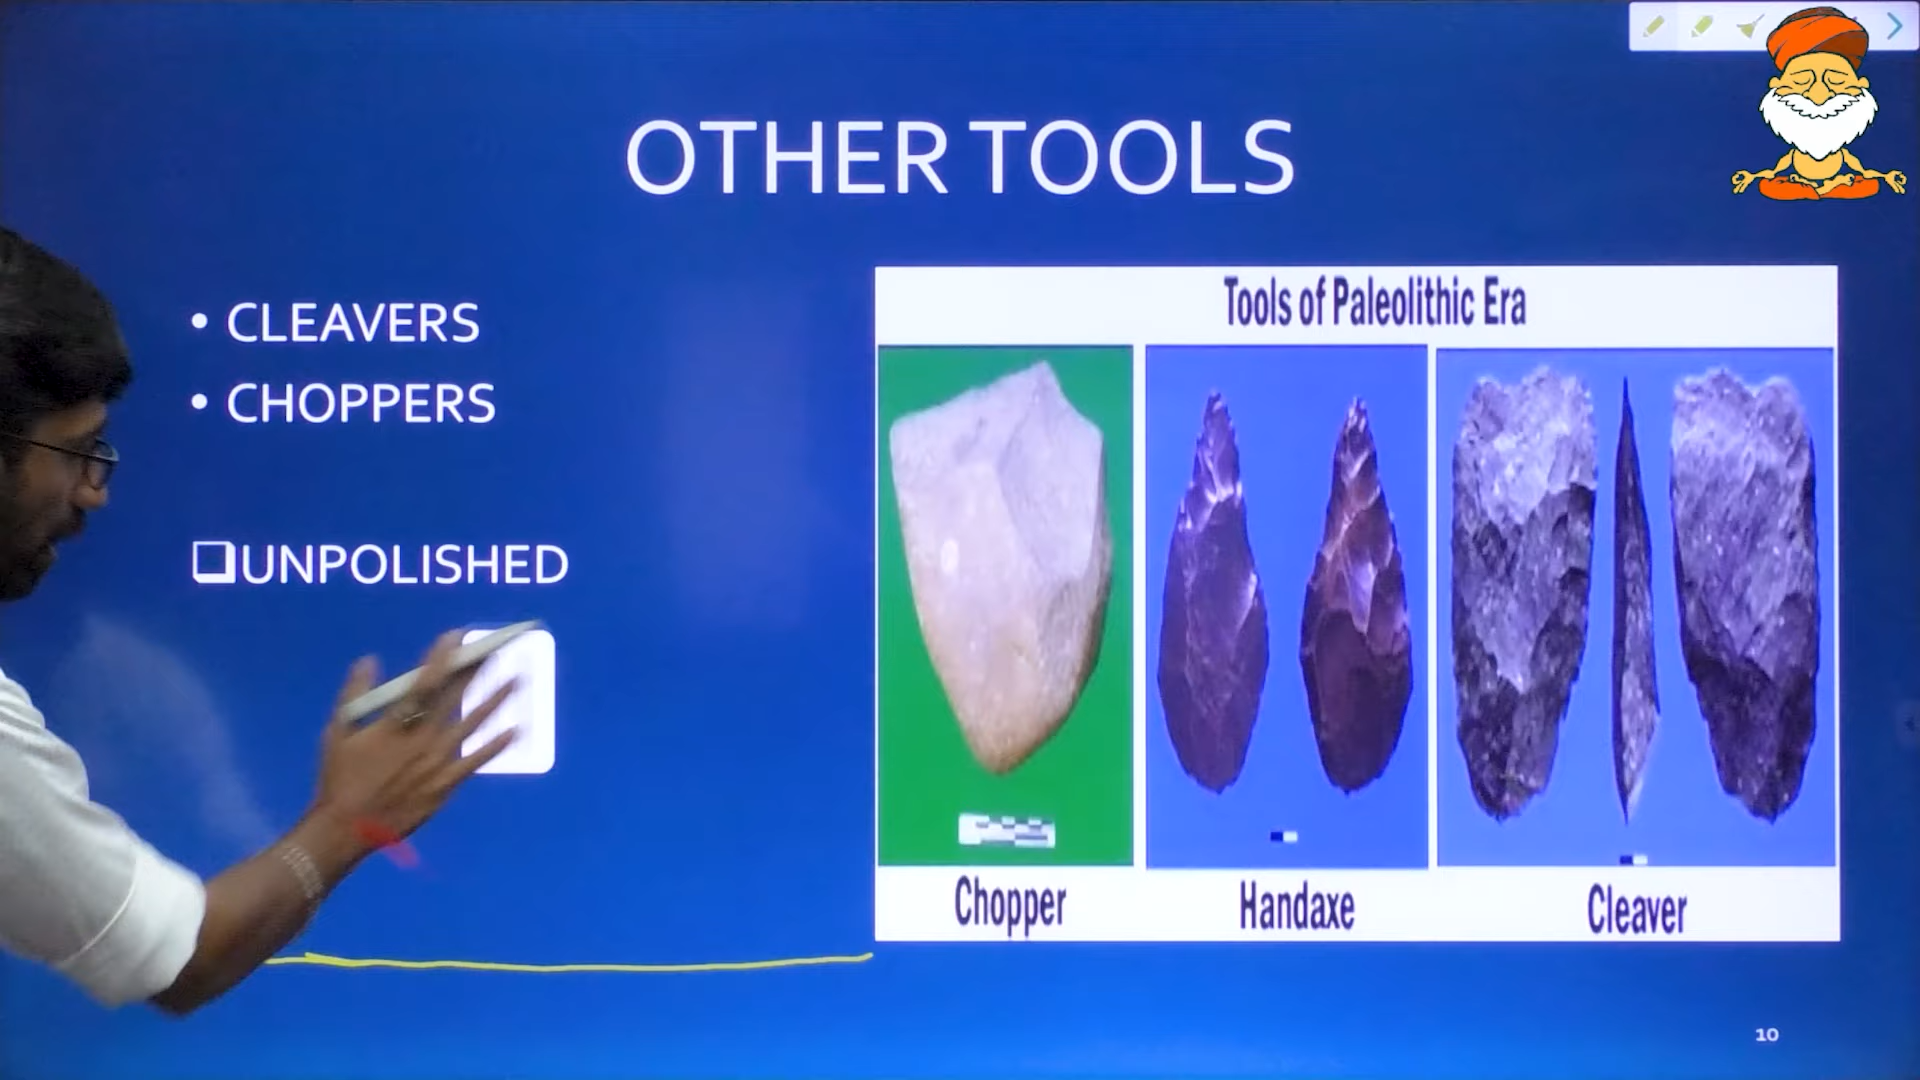 OTHER TOOLS
• CLEAVERS
• CHOPPERS
❑UNPOLISHED
Tools of Paleolithic Era
Chopper
Handaxe
Cleaver
10